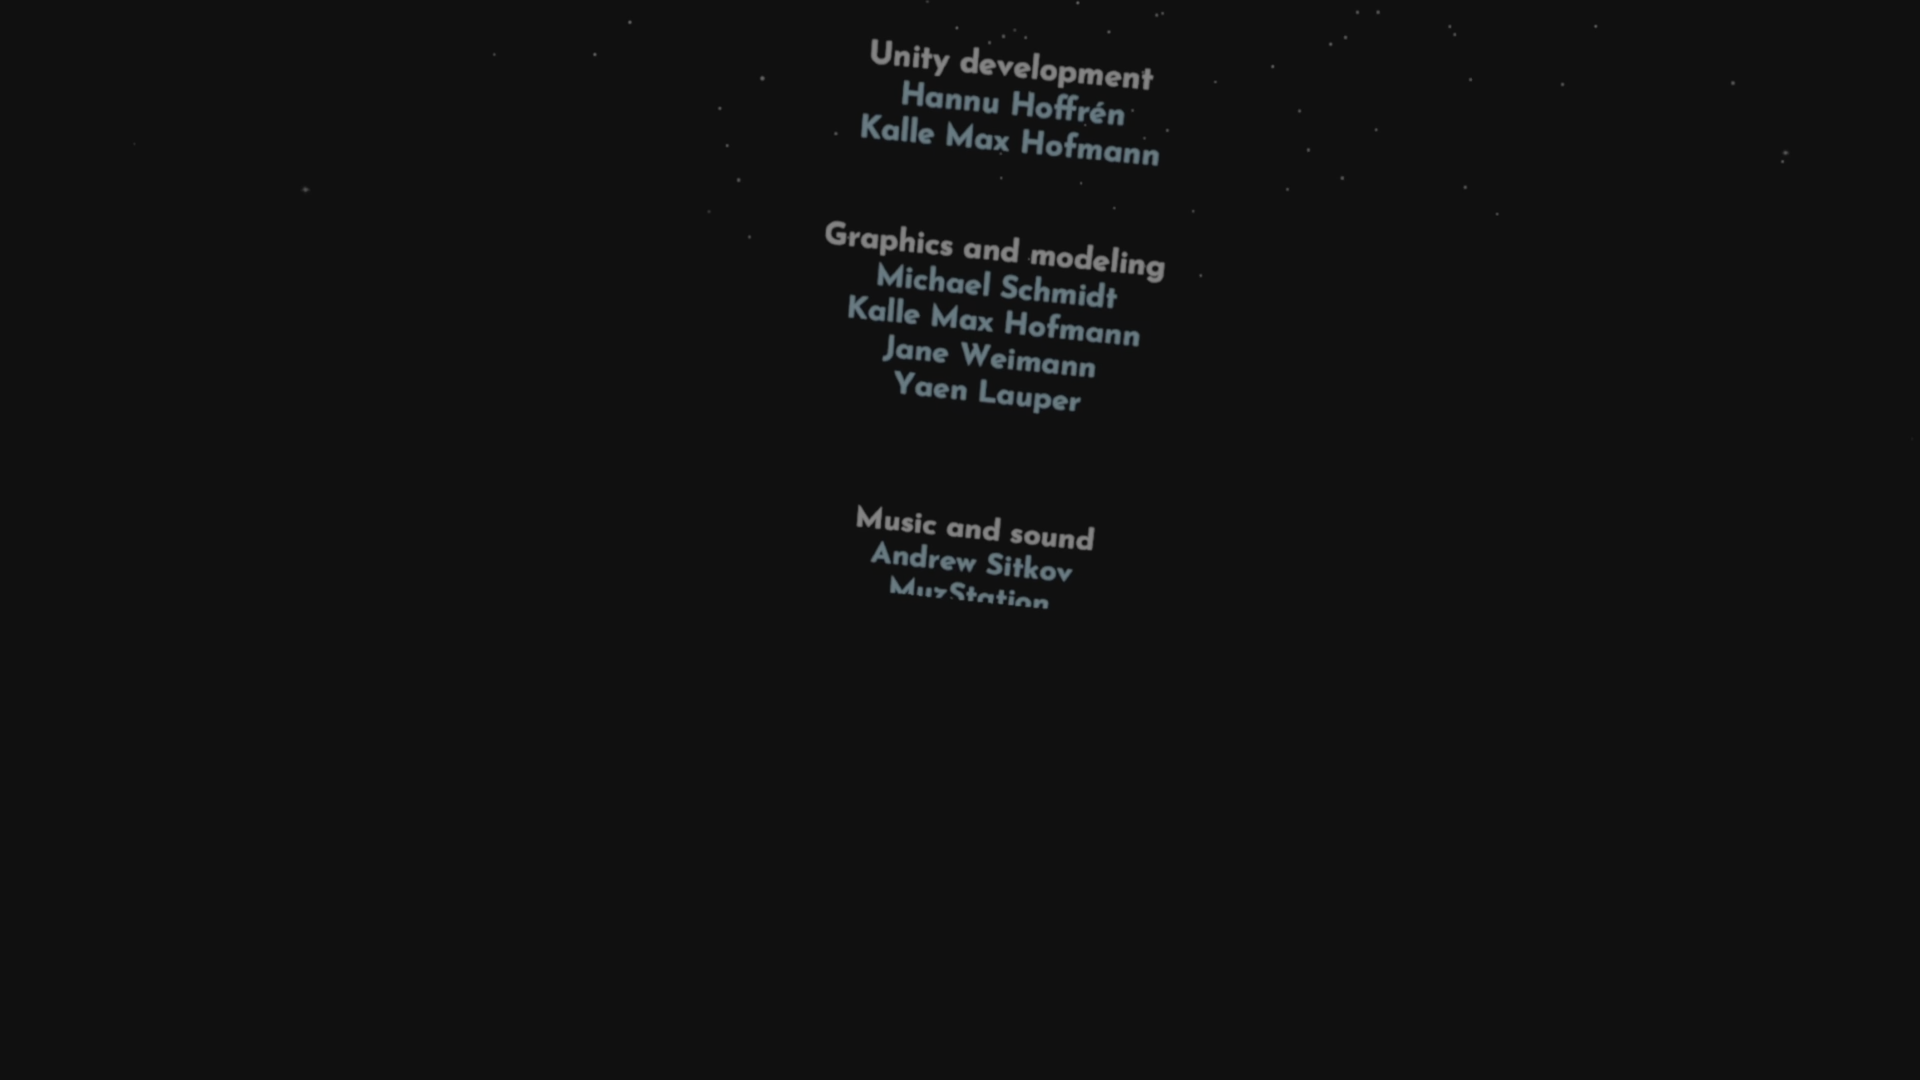 Unity development
Hannu Hoffrén
Kalle Max Hofmann
Graphics and modeling
Michael Schmidt
Kalle Max Hofmann
Jane Weimann
Yaen Lauper
Music and sound
Andrew Sitkov
MuzStation